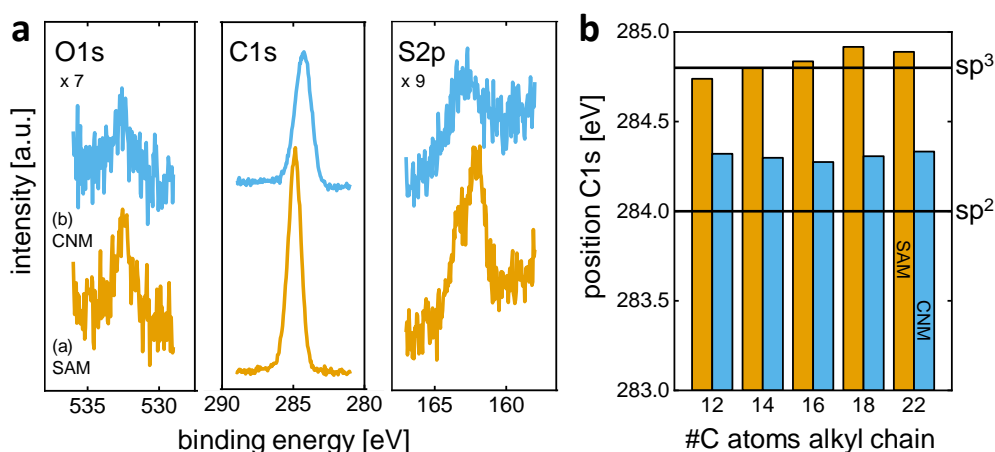 a
O1s
x 7
C1s
S2p
x 9
intensity [a.u.]
(b)
CNM
(a)
SAM
535
530
290
285
280
165
160
binding energy [eV]
b
285.0
284.5
284.0
283.5
283.0
position C1s [eV]
sp³
sp²
SAM
CNM
12
14
16
18
22
#C atoms alkyl chain